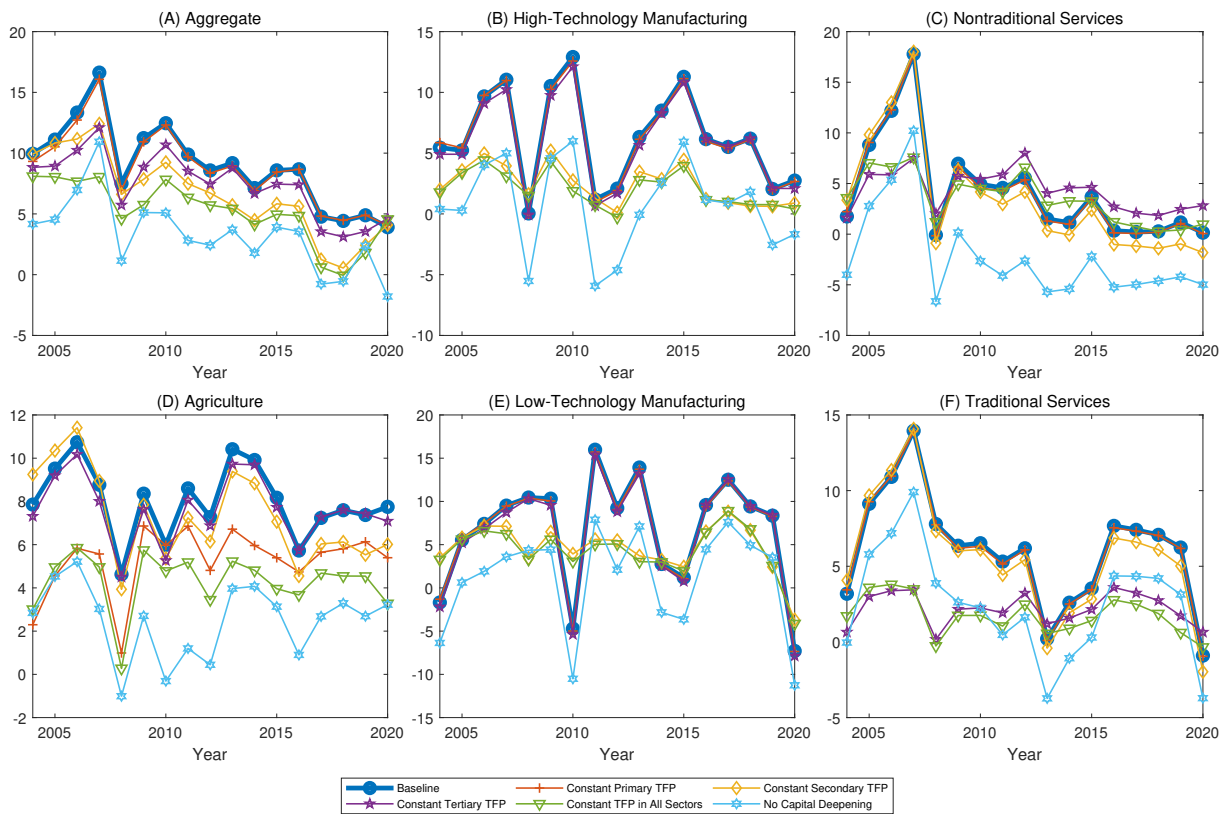 (A) Aggregate
20
15
10
5
0
-5
2005 2010 2015 2020
Year
(B) High-Technology Manufacturing
15
10
5
0
-5
-10
2005 2010 2015 2020
Year
(C) Nontraditional Services
20
15
10
5
0
-5
-10
2005 2010 2015 2020
Year
(D) Agriculture
12
10
8
6
4
2
0
-2
2005 2010 2015 2020
Year
(E) Low-Technology Manufacturing
20
15
10
5
0
-5
-10
-15
2005 2010 2015 2020
Year
(F) Traditional Services
15
10
5
0
-5
2005 2010 2015 2020
Year
Baseline Constant Primary TFP Constant Secondary TFP
Constant Tertiary TFP Constant TFP in All Sectors No Capital Deepening